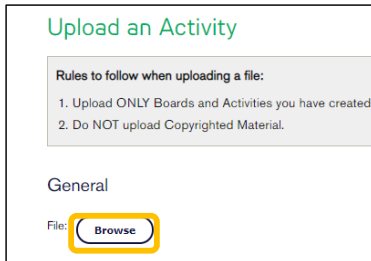 Upload an Activity
Rules to follow when uploading a file:
1. Upload ONLY Boards and Activities you have created
2. Do NOT upload Copyrighted Material.
General
File: Browse